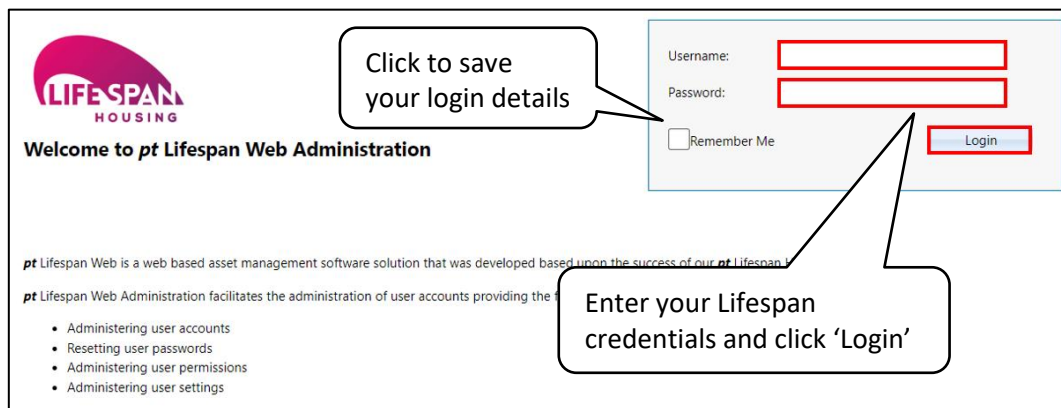 LIFESPAN
HOUSING
Welcome to pt Lifespan Web Administration
Click to save
your login details
Username:
Password:
Remember Me
Login
pt Lifespan Web is a web based asset management software solution that was developed based upon the success of our pt Lifespan
pt Lifespan Web Administration facilitates the administration of user accounts providing the
Administering user accounts
Resetting user passwords
Administering user permissions
Administering user settings
Enter your Lifespan
credentials and click ‘Login’